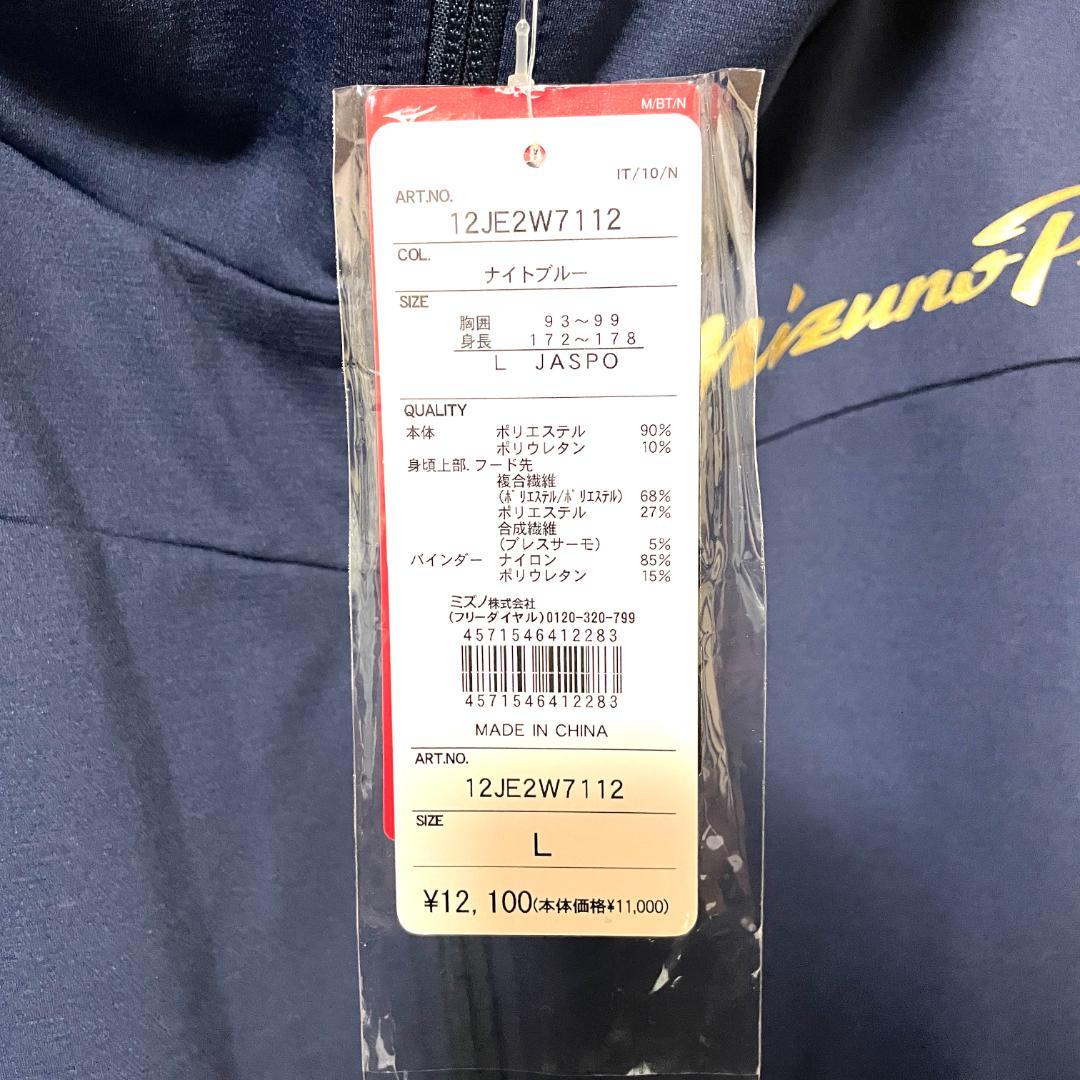 M/BT/N
IT/10/N
ART.NO.
12JE2W7112
COL.
ナイトブルー
SIZE
胸囲 93～99
身長 172～178
L JASPO
QUALITY
本体 ポリエステル 90%
ポリウレタン 10%
身頃上部.フード先
複合繊維
(ﾎﾟﾘｴｽﾃﾙ/ﾎﾟﾘｴｽﾃﾙ) 68%
ポリエステル 27%
合成繊維
(ブレスサーモ) 5%
バインダー ナイロン 85%
ポリウレタン 15%
ミズノ株式会社
(フリーダイヤル)0120-320-799
4571546412283
4571546412283
MADE IN CHINA
ART.NO.
12JE2W7112
SIZE
L
¥12,100(本体価格¥11,000)
Mizuno